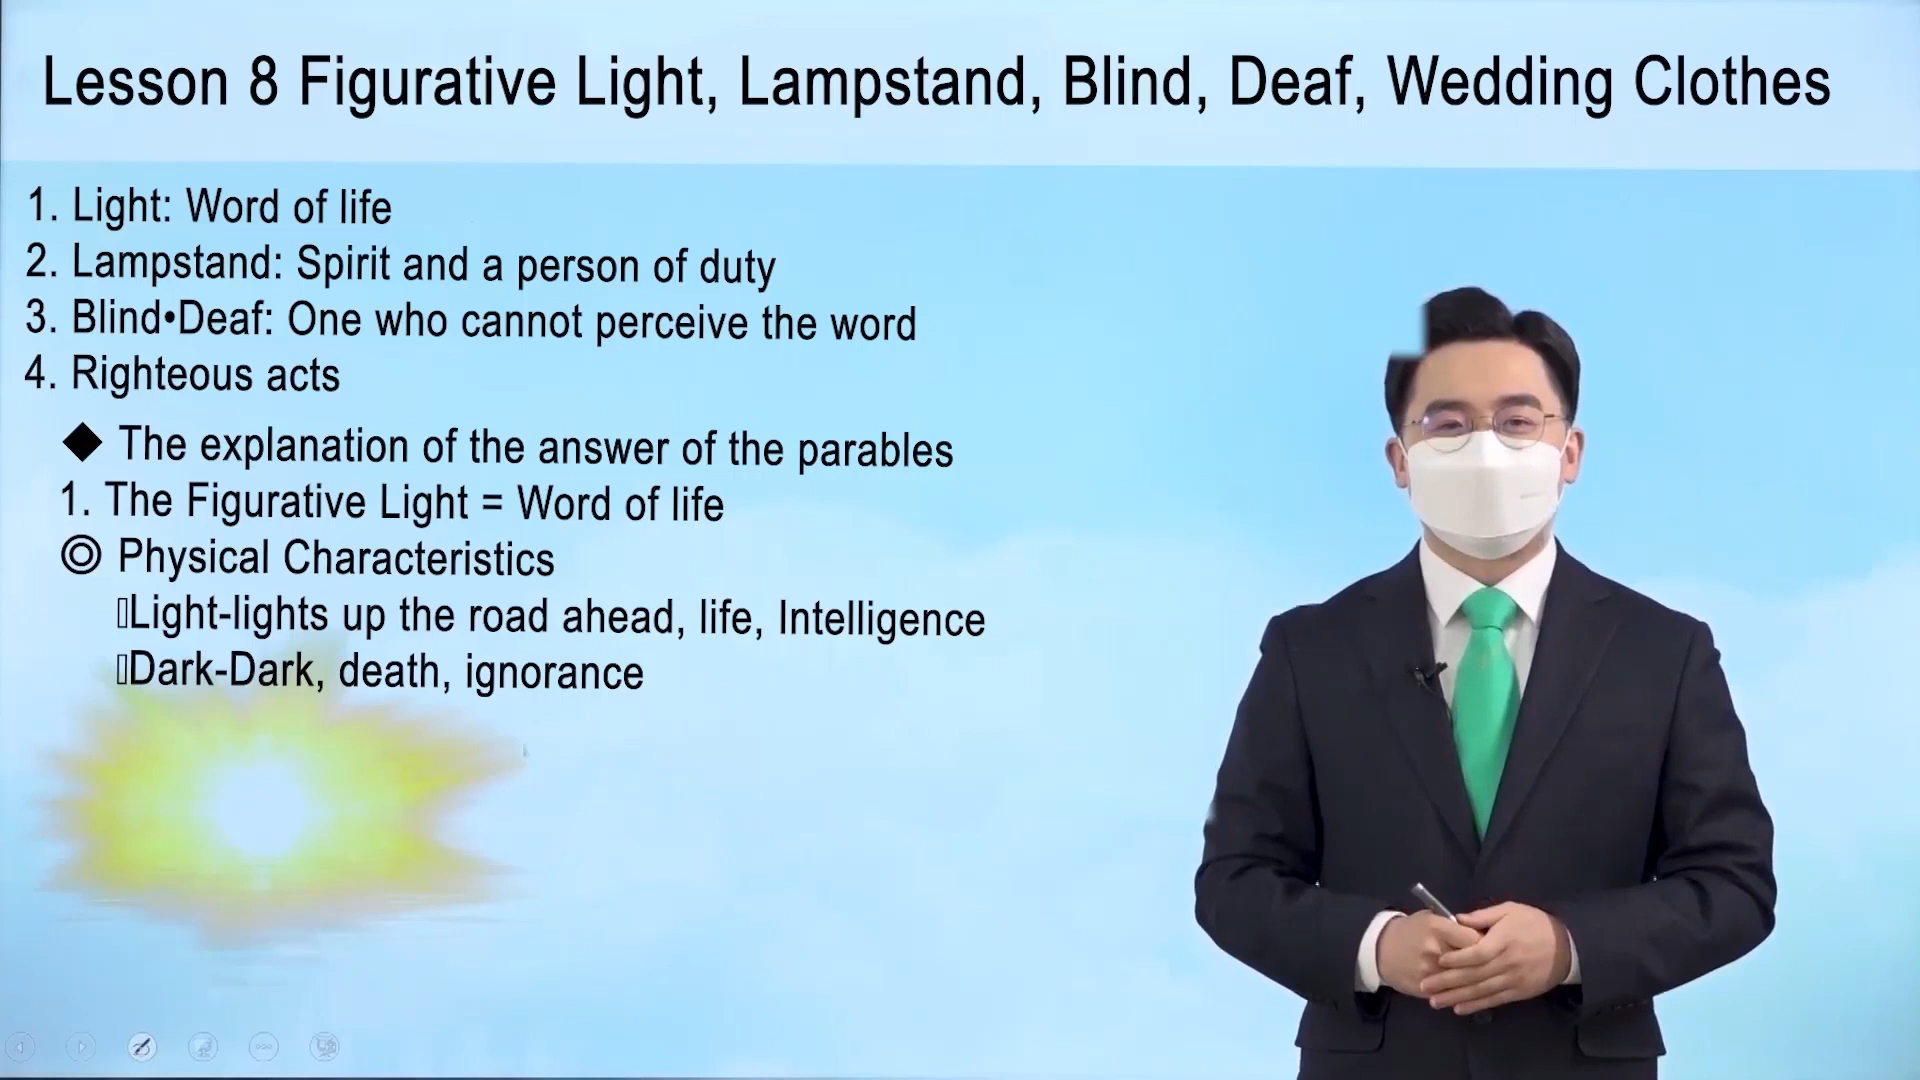 Lesson 8 Figurative Light, Lampstand, Blind, Deaf, Wedding Clothes
1. Light: Word of life
2. Lampstand: Spirit and a person of duty
3. Blind•Deaf: One who cannot perceive the word
4. Righteous acts
◆ The explanation of the answer of the parables
1. The Figurative Light = Word of life
◎ Physical Characteristics
▯Light-lights up the road ahead, life, Intelligence
▯Dark-Dark, death, ignorance